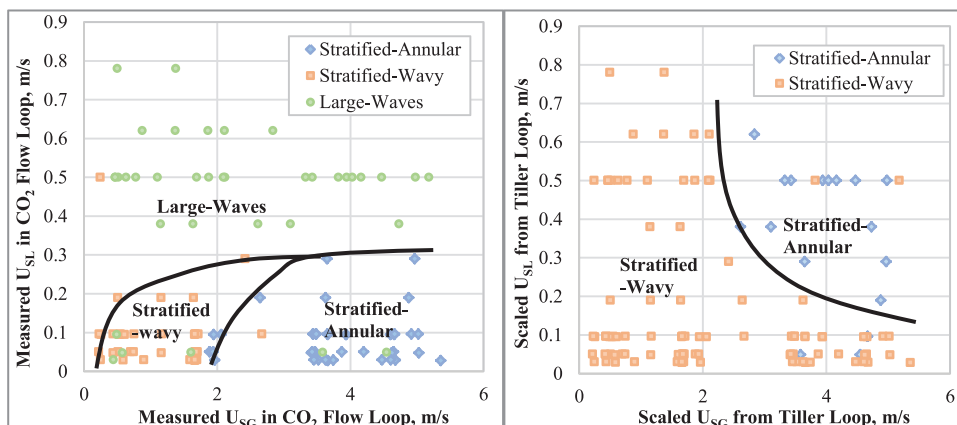 Measured U_SL in CO₂ Flow Loop, m/s
0.9
0.8
0.7
0.6
0.5
0.4
0.3
0.2
0.1
0
Stratified-Annular
Stratified-Wavy
Large-Waves
Large-Waves
Stratified
-wavy
Stratified-
Annular
0 2 4 6
Measured U_SG in CO₂ Flow Loop, m/s
Scaled U_SL from Tiller Loop, m/s
0.9
0.8
0.7
0.6
0.5
0.4
0.3
0.2
0.1
0
Stratified-Annular
Stratified-Wavy
Stratified-
Annular
Stratified
-Wavy
0 2 4 6
Scaled U_SG from Tiller Loop, m/s